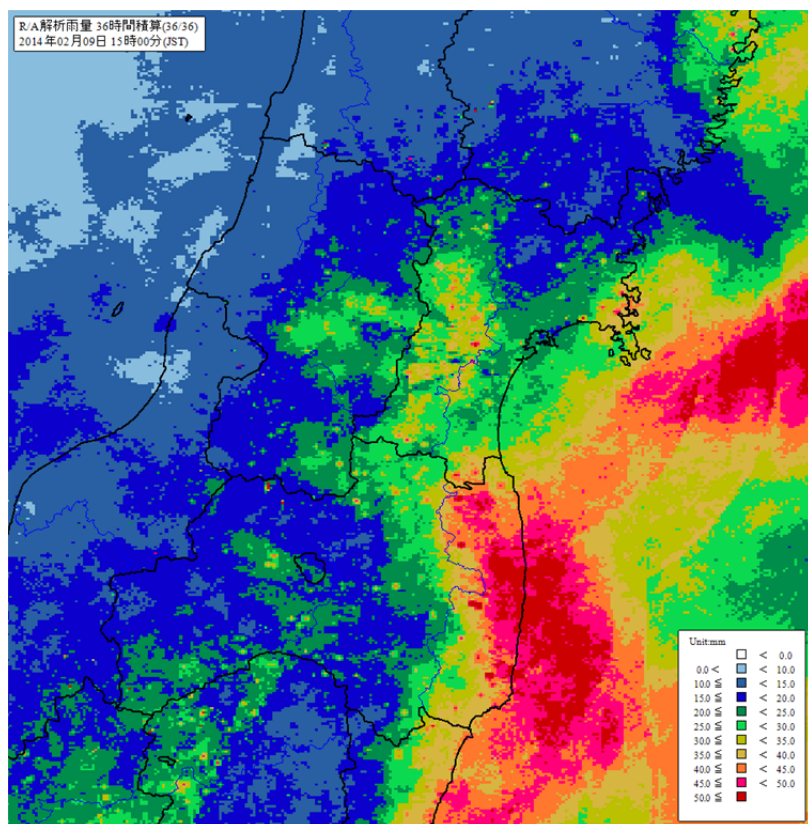 R/A解析雨量 36時間積算(36/36)
2014年02月09日 15時00分(JST)
Unit:mm
< 0.0
0.0 < < 10.0
10.0 ≦ < 15.0
15.0 ≦ < 20.0
20.0 ≦ < 25.0
25.0 ≦ < 30.0
30.0 ≦ < 35.0
35.0 ≦ < 40.0
40.0 ≦ < 45.0
45.0 ≦ < 50.0
50.0 ≦